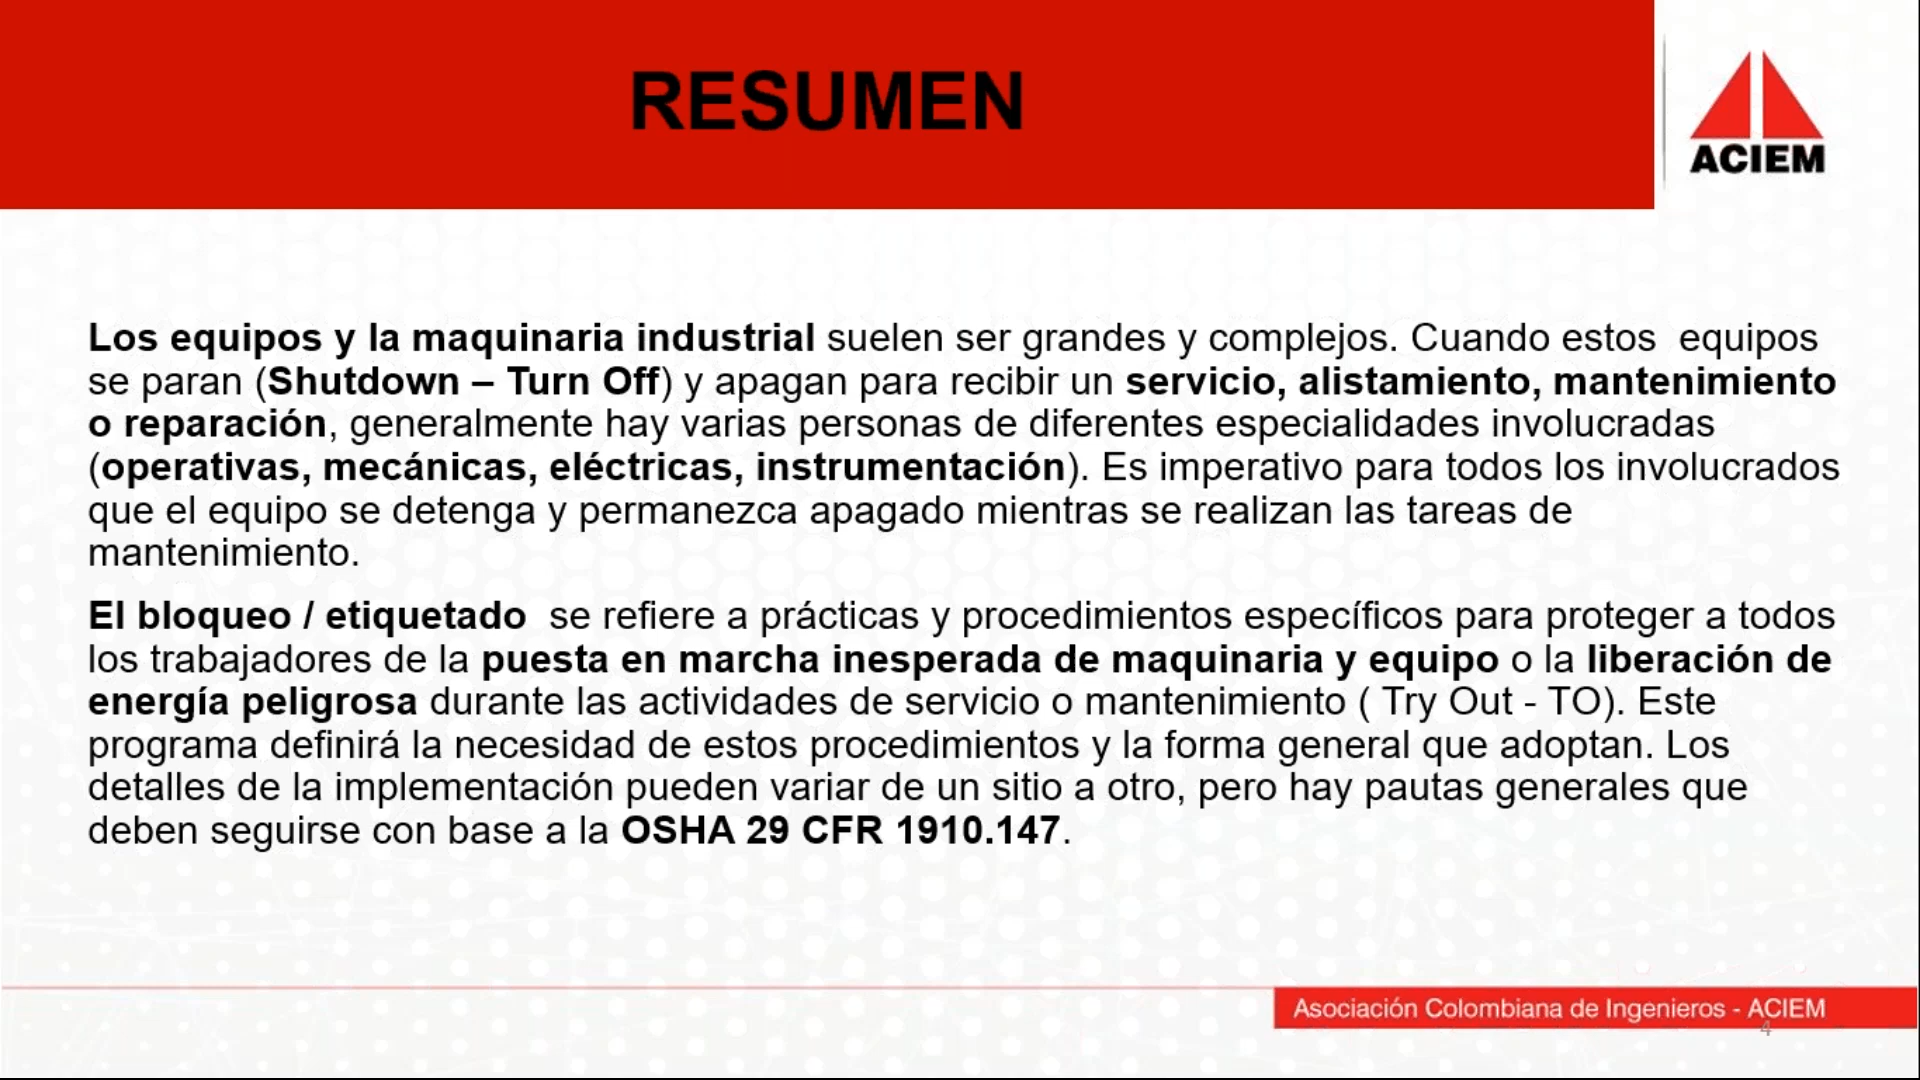 RESUMEN
ACIEM
Los equipos y la maquinaria industrial suelen ser grandes y complejos. Cuando estos  equipos
se paran (Shutdown – Turn Off) y apagan para recibir un servicio, alistamiento, mantenimiento
o reparación, generalmente hay varias personas de diferentes especialidades involucradas
(operativas, mecánicas, eléctricas, instrumentación). Es imperativo para todos los involucrados
que el equipo se detenga y permanezca apagado mientras se realizan las tareas de
mantenimiento.
El bloqueo / etiquetado  se refiere a prácticas y procedimientos específicos para proteger a todos
los trabajadores de la puesta en marcha inesperada de maquinaria y equipo o la liberación de
energía peligrosa durante las actividades de servicio o mantenimiento ( Try Out - TO). Este
programa definirá la necesidad de estos procedimientos y la forma general que adoptan. Los
detalles de la implementación pueden variar de un sitio a otro, pero hay pautas generales que
deben seguirse con base a la OSHA 29 CFR 1910.147.
Asociación Colombiana de Ingenieros - ACIEM
4